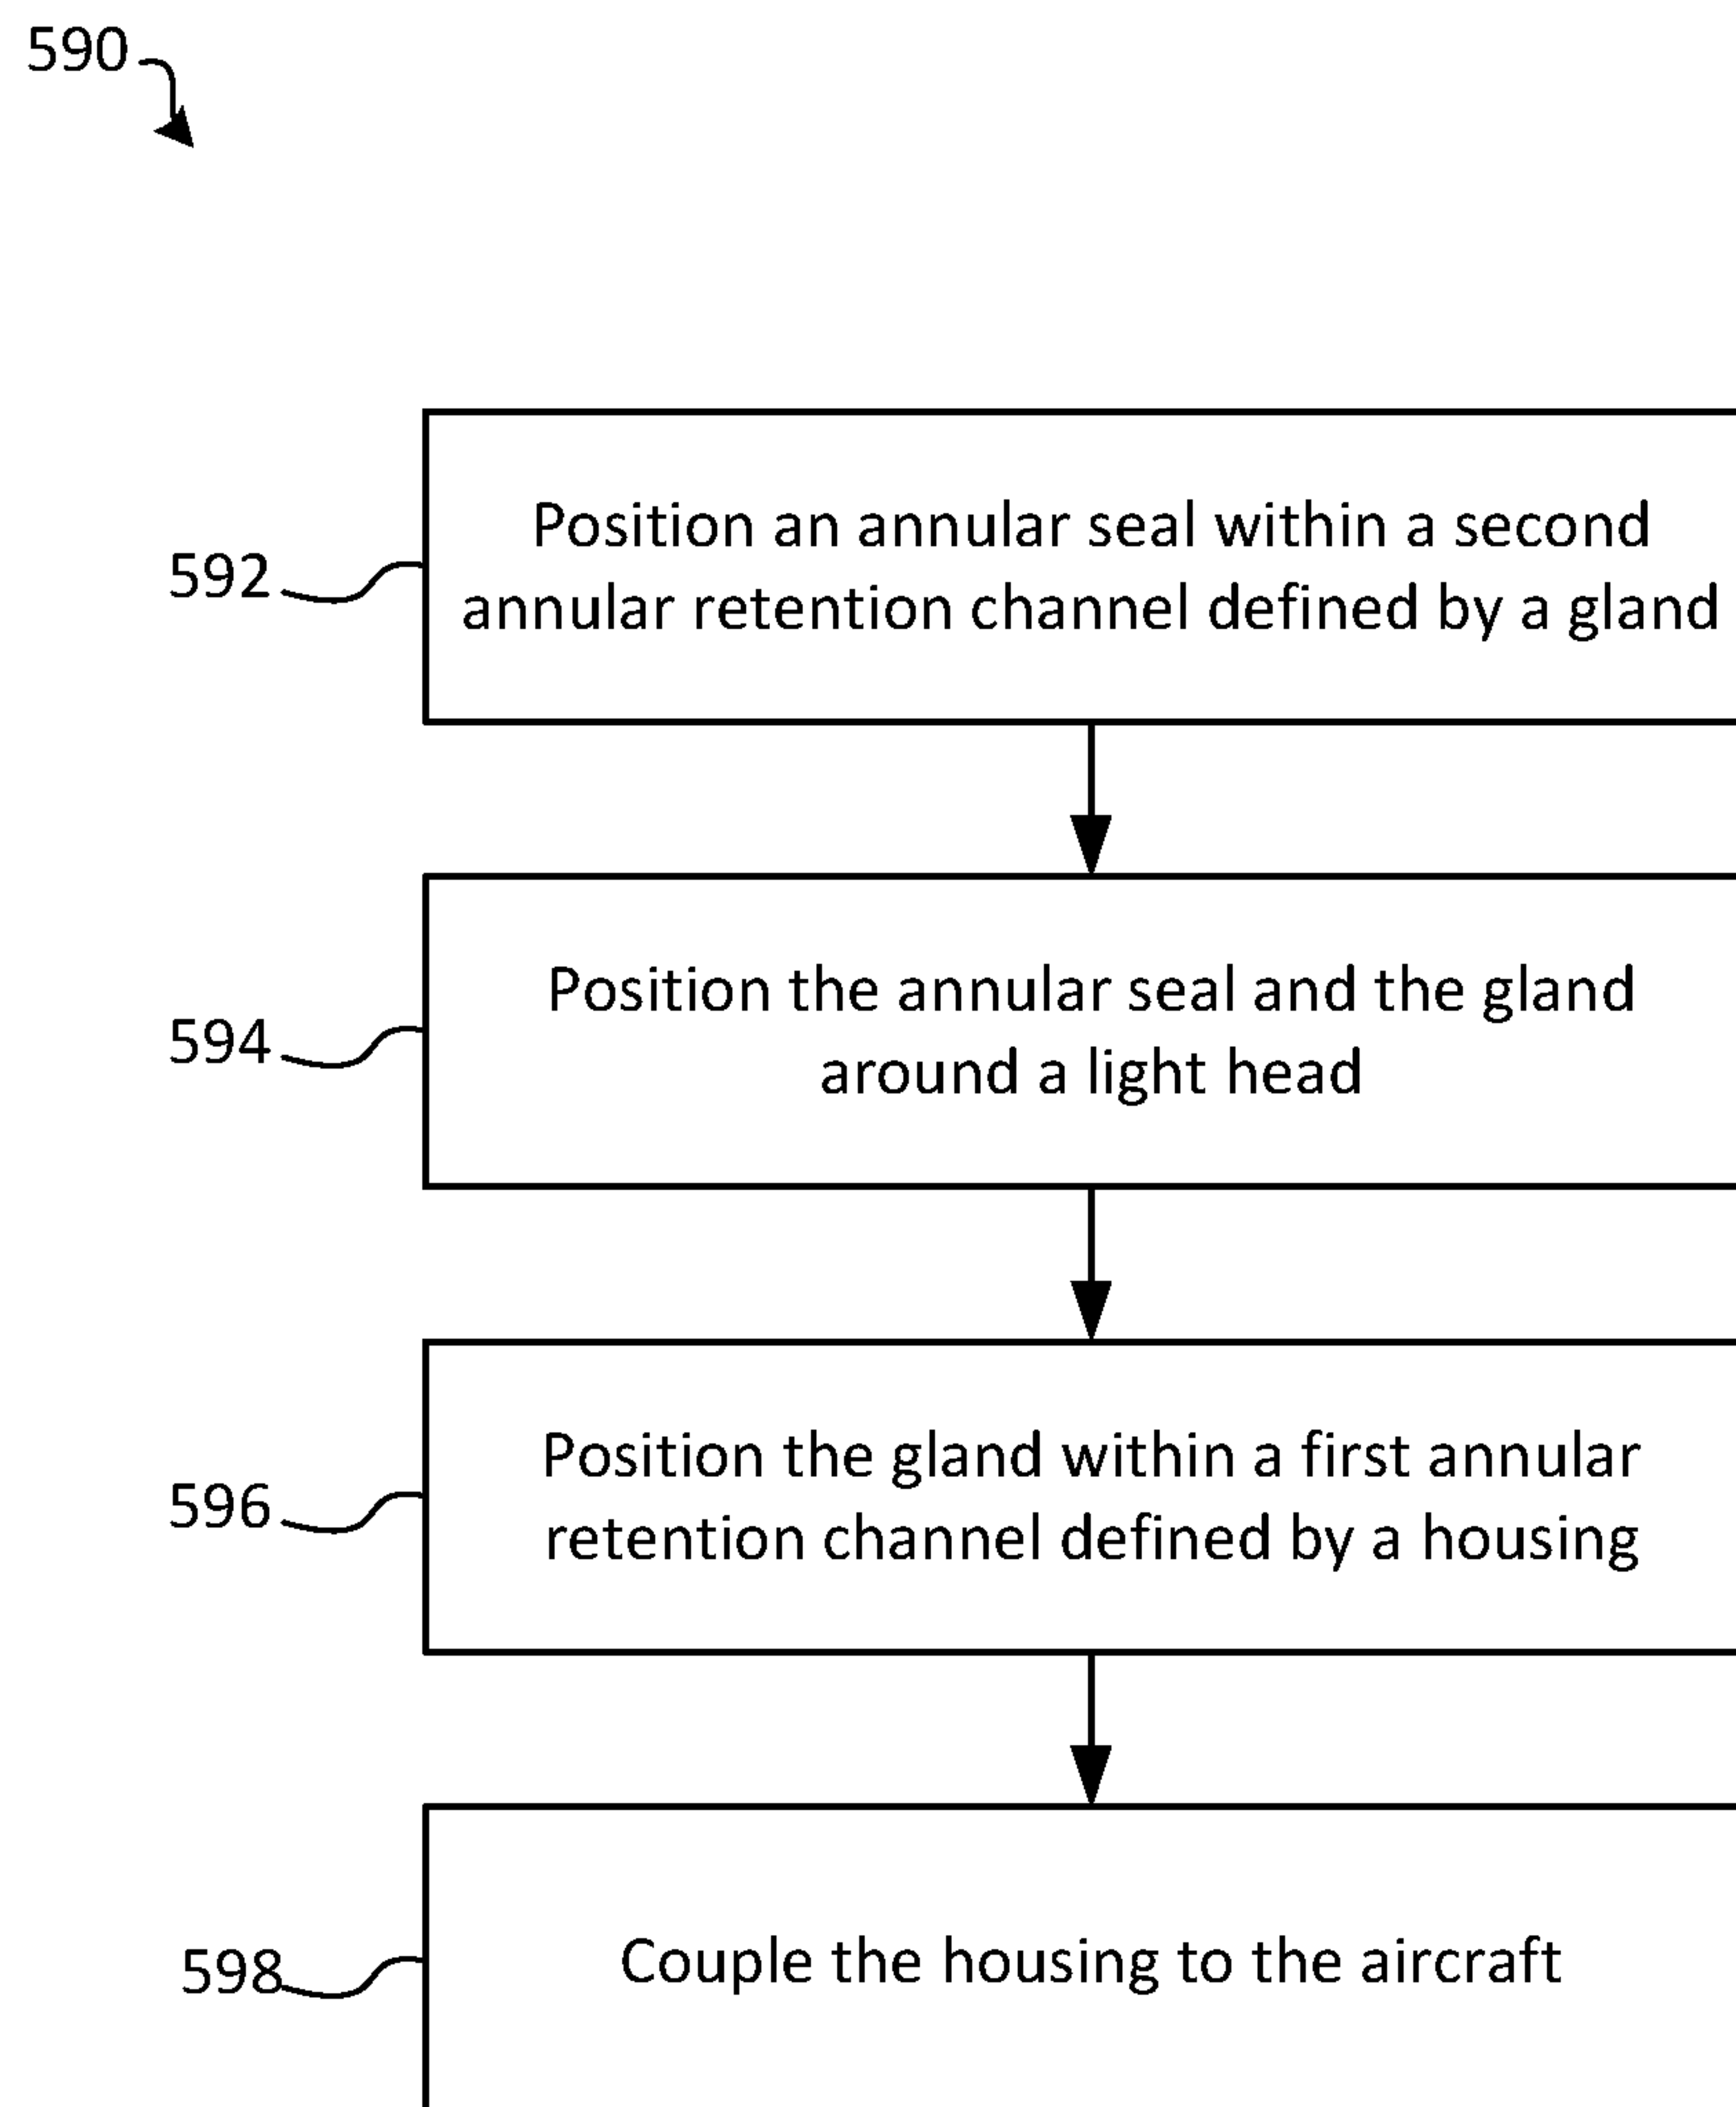 590
592
Position an annular seal within a second
annular retention channel defined by a gland
594
Position the annular seal and the gland
around a light head
596
Position the gland within a first annular
retention channel defined by a housing
598
Couple the housing to the aircraft